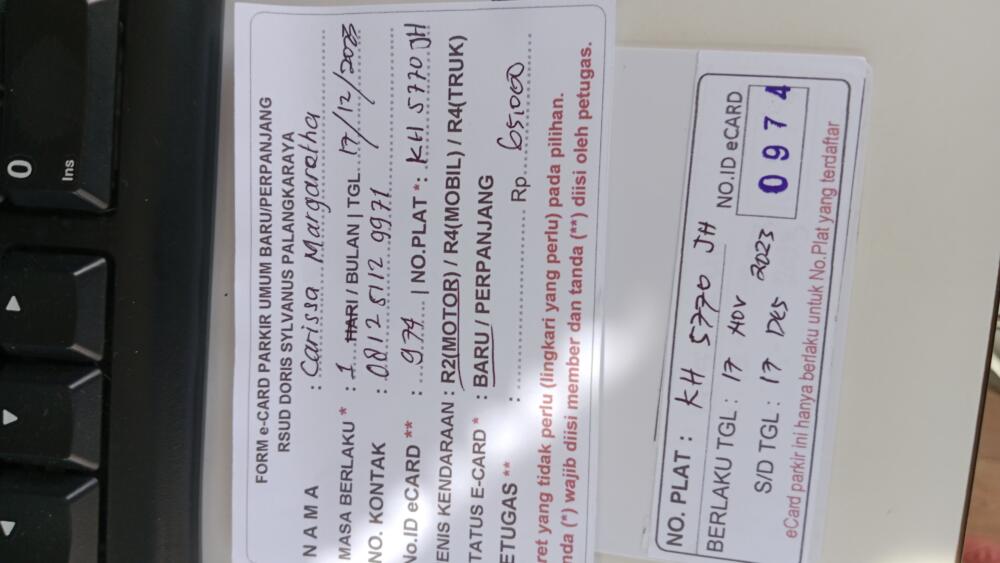 FORM e-CARD PARKIR UMUM BARU/PERPANJANG
RSUD DORIS SYLVANUS PALANGKARAYA
N A M A : Carissa Margaretha
MASA BERLAKU * : 1 HARI / BULAN | TGL 17/12/2023
NO. KONTAK : 0812 5112 9971
No.ID eCARD ** : 974 | NO.PLAT *: KH 5770 JH
ENIS KENDARAAN : R2(MOTOR) / R4(MOBIL) / R4(TRUK)
TATUS E-CARD * : BARU / PERPANJANG
ETUGAS ** : Rp. 65.000
ret yang tidak perlu (lingkari yang perlu) pada pilihan.
nda (*) wajib diisi member dan tanda (**) diisi oleh petugas.
NO. PLAT : KH 5770 JH
BERLAKU TGL : 17 NOV
NO.ID eCARD
S/D TGL : 17 Des 2023
0974
eCard parkir ini hanya berlaku untuk No.Plat yang terdaftar
0
Ins